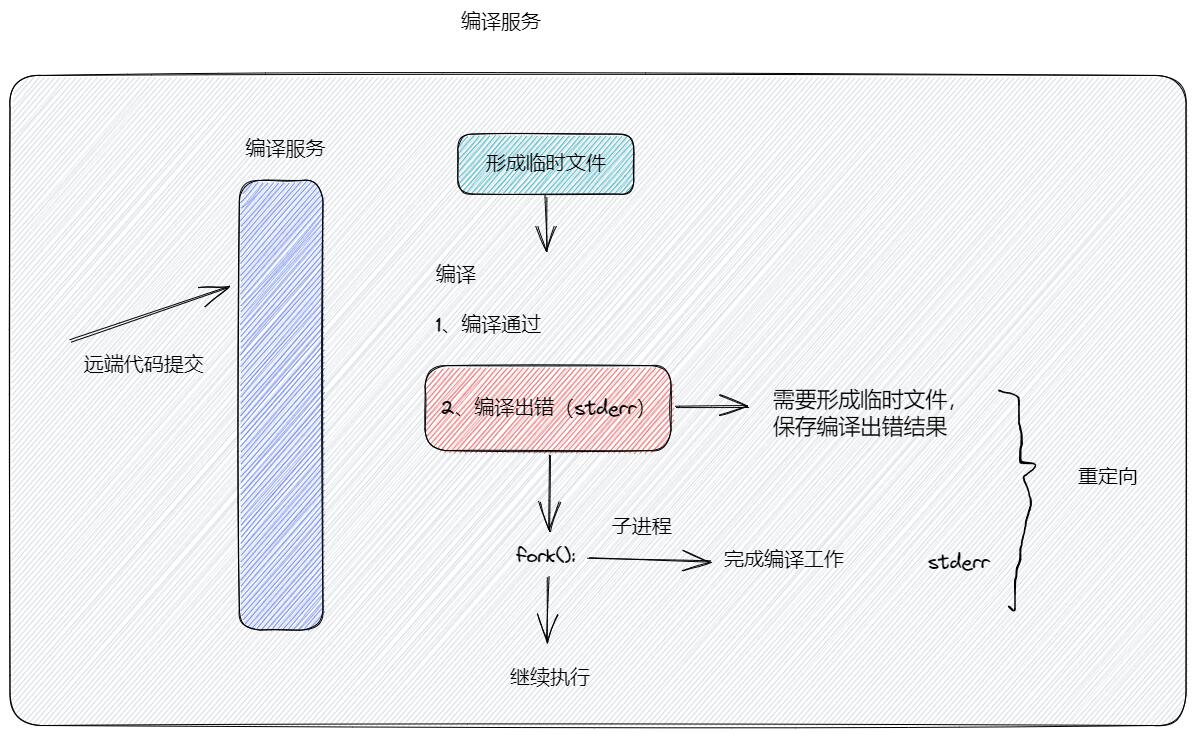 编译服务
编译服务
形成临时文件
编译
1、编译通过
远端代码提交
2、编译出错（stderr）
需要形成临时文件，
保存编译出错结果
重定向
子进程
fork();
完成编译工作
stderr
继续执行